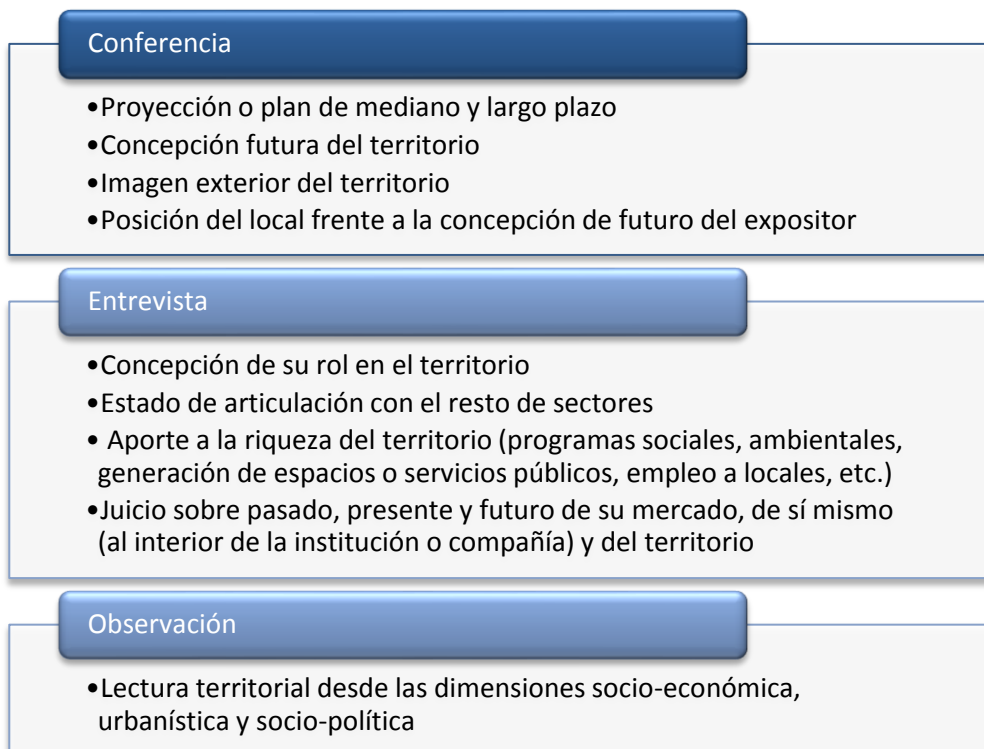 Conferencia
•Proyección o plan de mediano y largo plazo
•Concepción futura del territorio
•Imagen exterior del territorio
•Posición del local frente a la concepción de futuro del expositor
Entrevista
•Concepción de su rol en el territorio
•Estado de articulación con el resto de sectores
• Aporte a la riqueza del territorio (programas sociales, ambientales,
generación de espacios o servicios públicos, empleo a locales, etc.)
•Juicio sobre pasado, presente y futuro de su mercado, de sí mismo
(al interior de la institución o compañía) y del territorio
Observación
•Lectura territorial desde las dimensiones socio-económica,
urbanística y socio-política